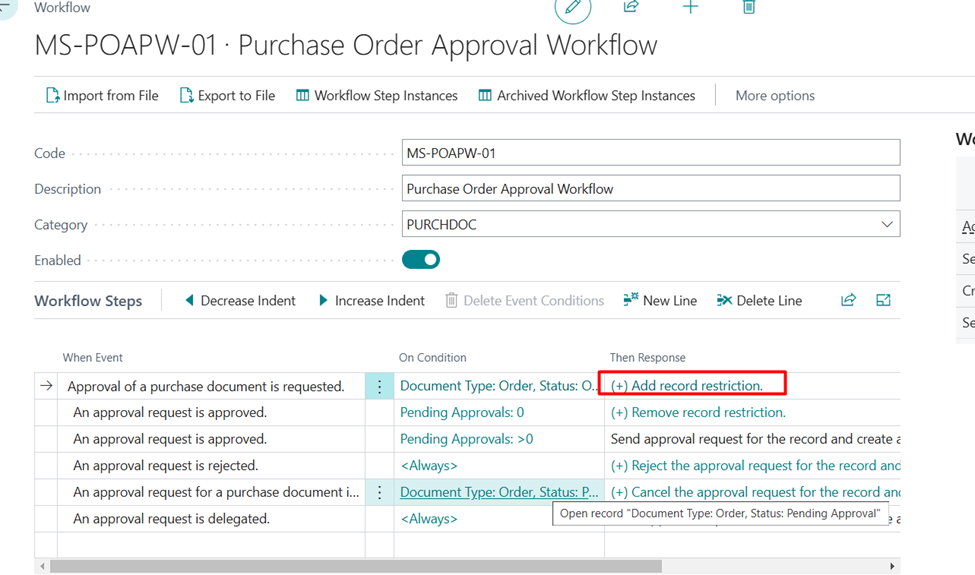 Workflow
MS-POAPW-01 · Purchase Order Approval Workflow
Import from File Export to File Workflow Step Instances Archived Workflow Step Instances More options
Wo
Code MS-POAPW-01
Description Purchase Order Approval Workflow
Category PURCHDOC
Ac
Enabled
Se
Cr
Workflow Steps Decrease Indent Increase Indent Delete Event Conditions New Line Delete Line
Se
When Event On Condition Then Response
Approval of a purchase document is requested. Document Type: Order, Status: O... (+) Add record restriction.
An approval request is approved. Pending Approvals: 0 (+) Remove record restriction.
An approval request is approved. Pending Approvals: >0 Send approval request for the record and create a
An approval request is rejected. <Always> (+) Reject the approval request for the record and
An approval request for a purchase document i... Document Type: Order, Status: P... (+) Cancel the approval request for the record and
Open record "Document Type: Order, Status: Pending Approval"
An approval request is delegated. <Always>